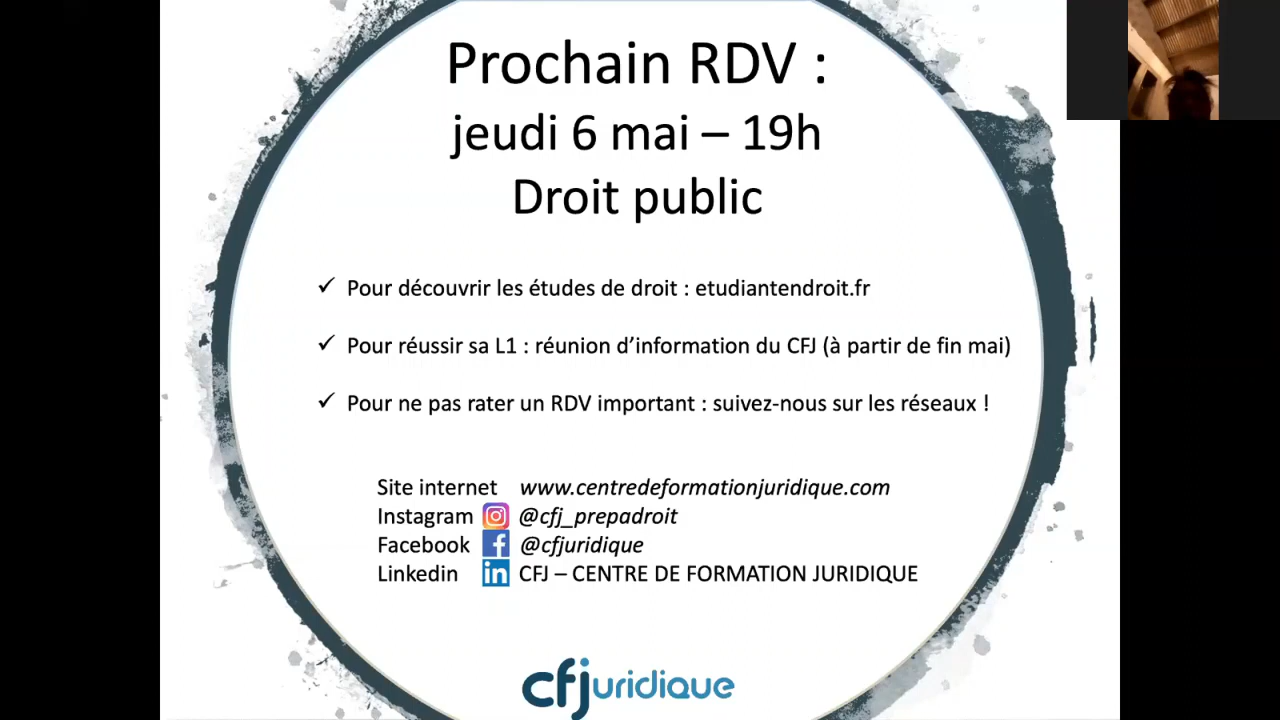 Prochain RDV :
jeudi 6 mai – 19h
Droit public
✓ Pour découvrir les études de droit : etudiantendroit.fr
✓ Pour réussir sa L1 : réunion d’information du CFJ (à partir de fin mai)
✓ Pour ne pas rater un RDV important : suivez-nous sur les réseaux !
Site internet www.centredeformationjuridique.com
Instagram @cfj_prepadroit
Facebook @cfjuridique
Linkedin in CFJ – CENTRE DE FORMATION JURIDIQUE
cfjuridique